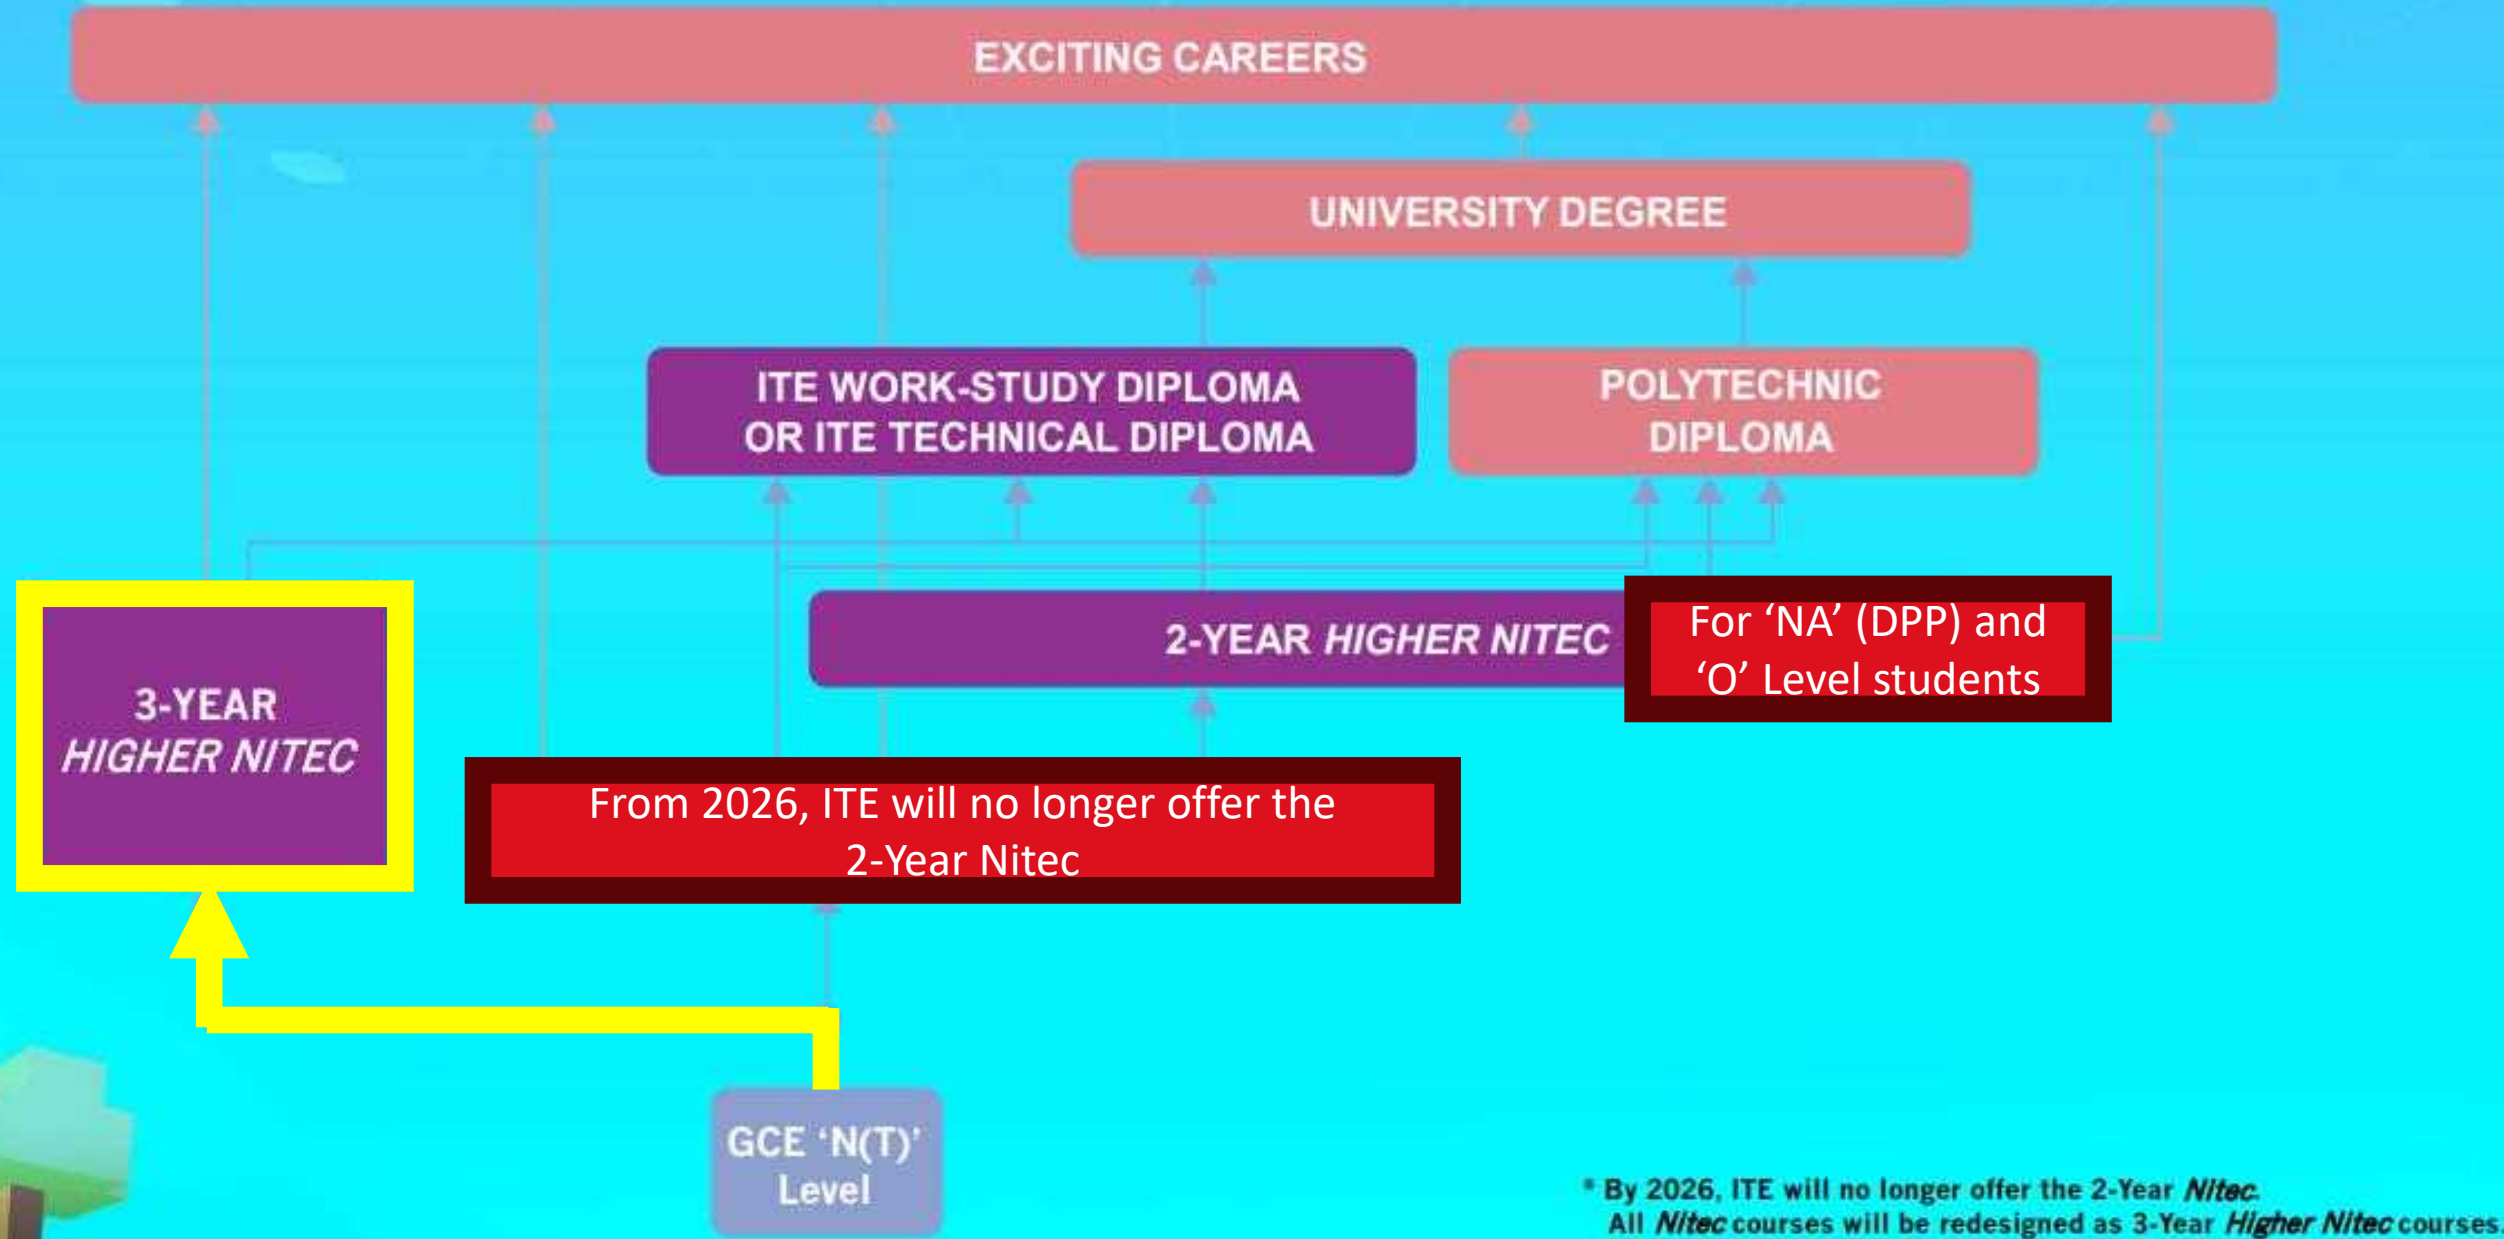 EXCITING CAREERS
UNIVERSITY DEGREE
ITE WORK-STUDY DIPLOMA
OR ITE TECHNICAL DIPLOMA
POLYTECHNIC
DIPLOMA
2-YEAR HIGHER NITEC
For ‘NA’ (DPP) and
‘O’ Level students
3-YEAR
HIGHER NITEC
From 2026, ITE will no longer offer the
2-Year Nitec
GCE ‘N(T)’
Level
* By 2026, ITE will no longer offer the 2-Year Nitec.
All Nitec courses will be redesigned as 3-Year Higher Nitec courses.